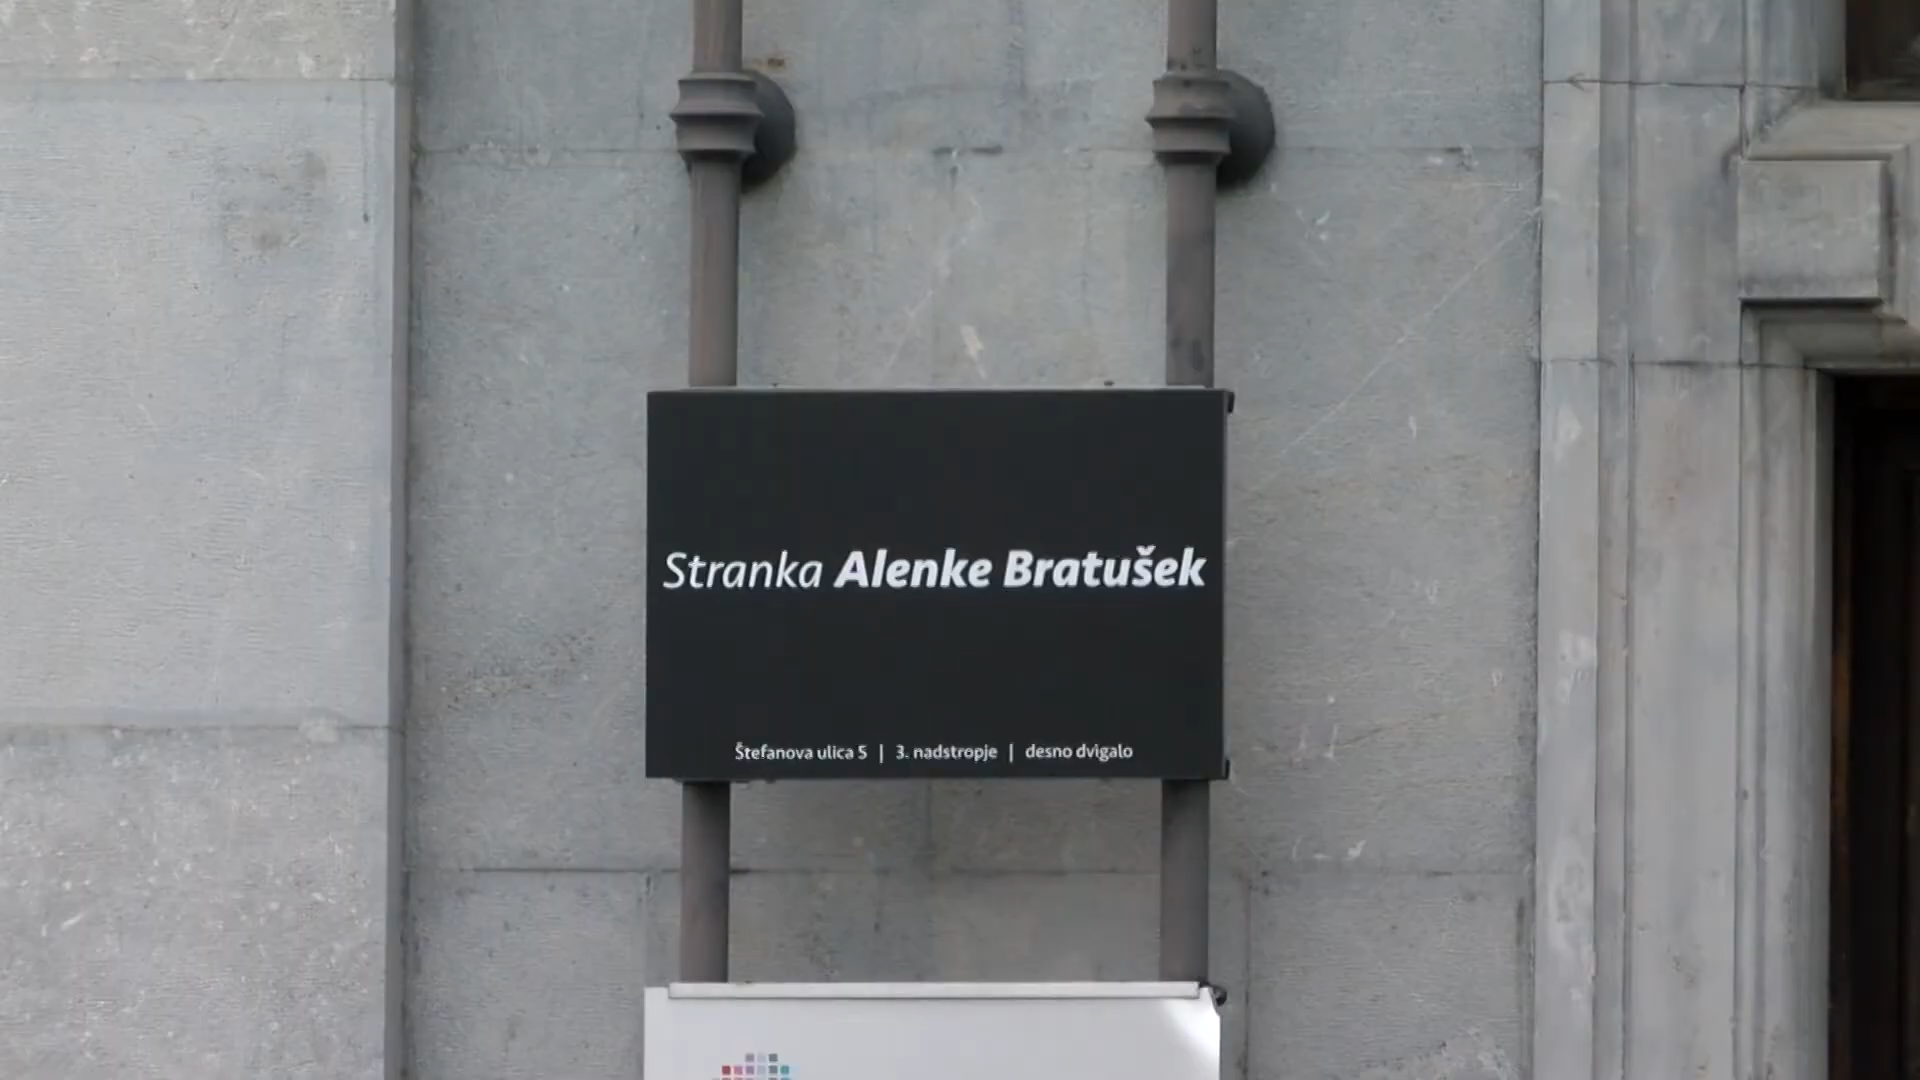 Stranka Alenke Bratušek
Štefanova ulica 5 | 3. nadstropje | desno dvigalo